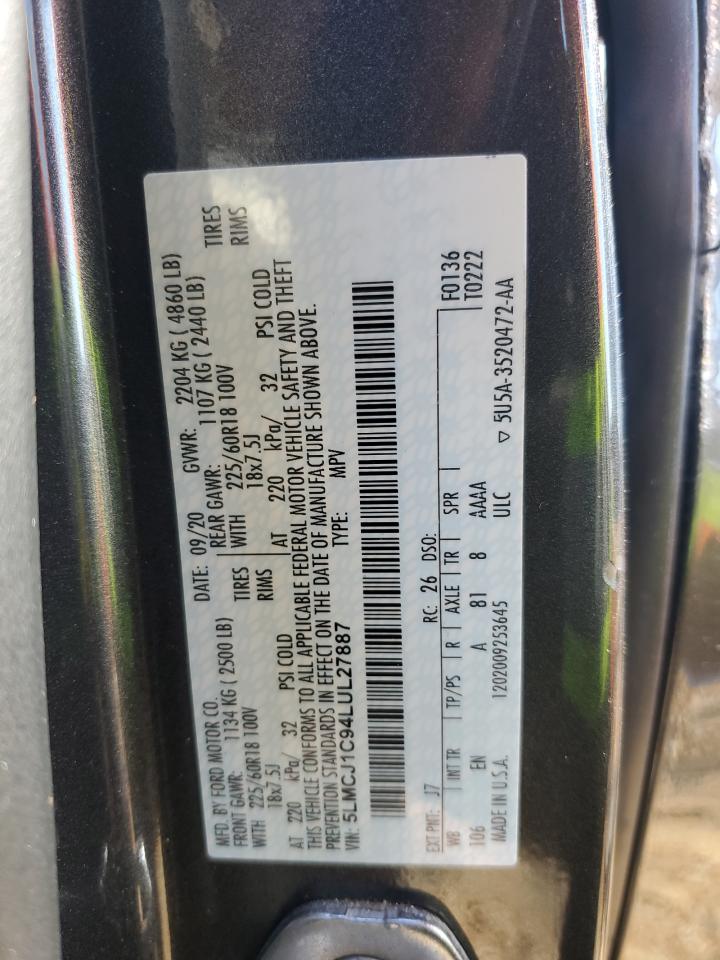 MFD. BY FORD MOTOR CO.
DATE: 09/20 GVWR: 2204 KG ( 4860 LB)
FRONT GAWR: 1134 KG ( 2500 LB) REAR GAWR: 1107 KG ( 2440 LB)
WITH 225/60R18 100V TIRES WITH 225/60R18 100V TIRES
18x7.5J RIMS 18x7.5J RIMS
AT 220 kPa/ 32 PSI COLD AT 220 kPa/ 32 PSI COLD
THIS VEHICLE CONFORMS TO ALL APPLICABLE FEDERAL MOTOR VEHICLE SAFETY AND THEFT
PREVENTION STANDARDS IN EFFECT ON THE DATE OF MANUFACTURE SHOWN ABOVE.
VIN: 5LMCJ1C94LUL27887 TYPE: MPV
EXT PNT: J7 RC: 26 DSO: F0136
WB INT TR TP/PS R AXLE TR SPR T0222
106 EN A 81 8 AAAA
MADE IN U.S.A. 1202009253645 ULC ▽ 5U5A-3520472-AA